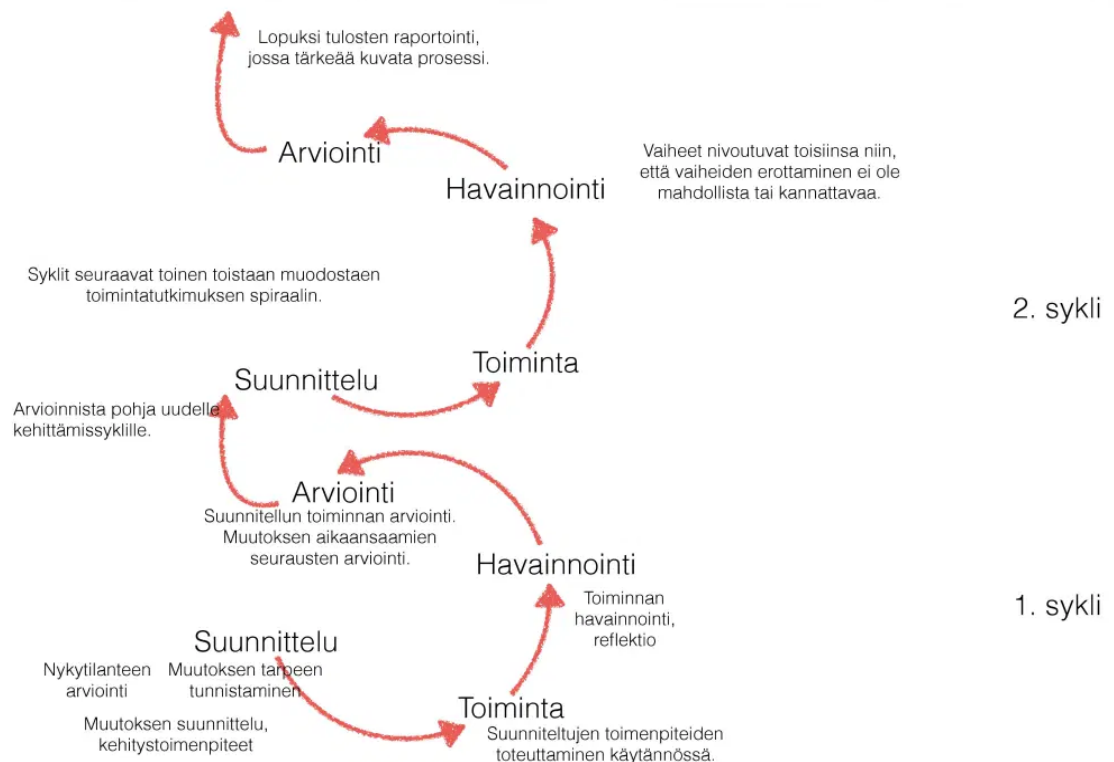 Lopuksi tulosten raportointi,
jossa tärkeää kuvata prosessi.
Arviointi
Havainnointi
Vaiheet nivoutuvat toisiinsa niin,
että vaiheiden erottaminen ei ole
mahdollista tai kannattavaa.
Syklit seuraavat toinen toistaan muodostaen
toimintatutkimuksen spiraalin.
2. sykli
Toiminta
Suunnittelu
Arvioinnista pohja uudelle
kehittämissyklille.
Arviointi
Suunnitellun toiminnan arviointi.
Muutoksen aikaansaamien
seurausten arviointi.
Havainnointi
Toiminnan
havainnointi,
reflektio
1. sykli
Suunnittelu
Nykytilanteen
arviointi
Muutoksen tarpeen
tunnistaminen
Muutoksen suunnittelu,
kehitystoimenpiteet
Toiminta
Suunniteltujen toimenpiteiden
toteuttaminen käytännössä.